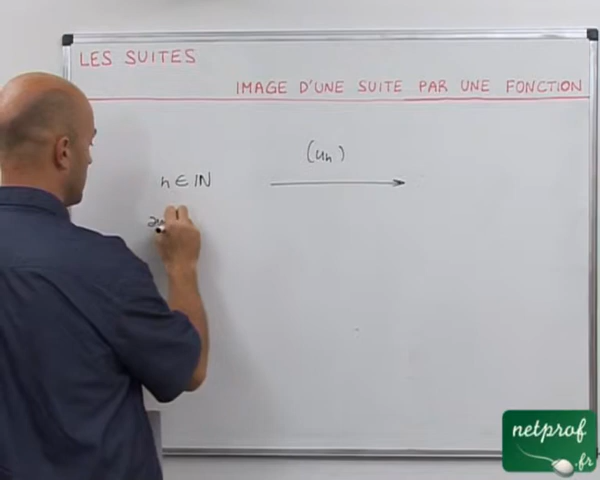 LES SUITES
IMAGE D'UNE SUITE PAR UNE FONCTION
(un)
n ∈ IN
netprof
.fr